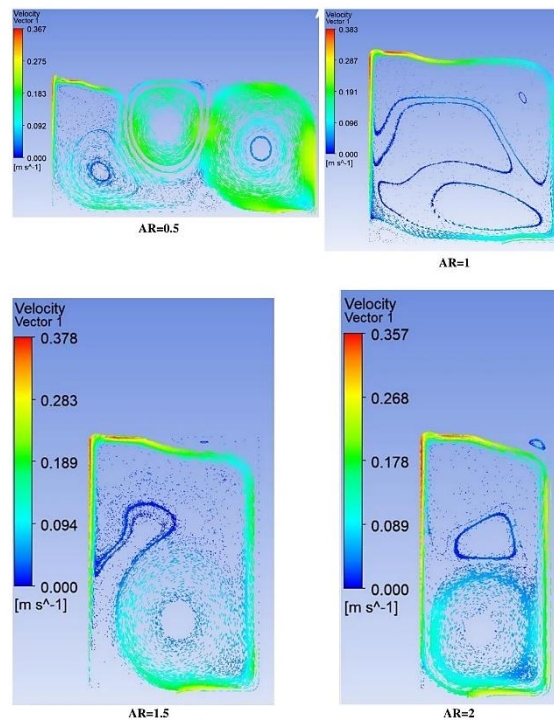 Velocity
Vector 1
0.367
0.275
0.183
0.092
0.000
[m s^-1]
AR=0.5
Velocity
Vector 1
0.383
0.287
0.192
0.096
0.000
[m s^-1]
AR=1
Velocity
Vector 1
0.378
0.283
0.189
0.094
0.000
[m s^-1]
AR=1.5
Velocity
Vector 1
0.357
0.268
0.178
0.089
0.000
[m s^-1]
AR=2